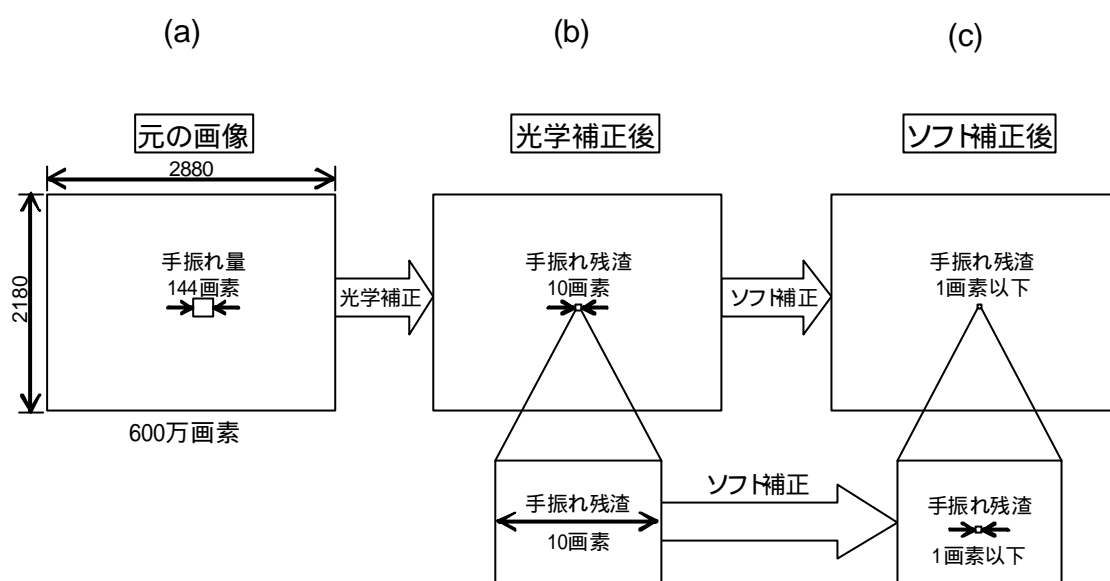 (a)
(b)
(c)
元の画像
光学補正後
ソフト補正後
2880
2180
手振れ量
144画素
光学補正
手振れ残渣
10画素
ソフト補正
手振れ残渣
1画素以下
600万画素
手振れ残渣
10画素
ソフト補正
手振れ残渣
1画素以下